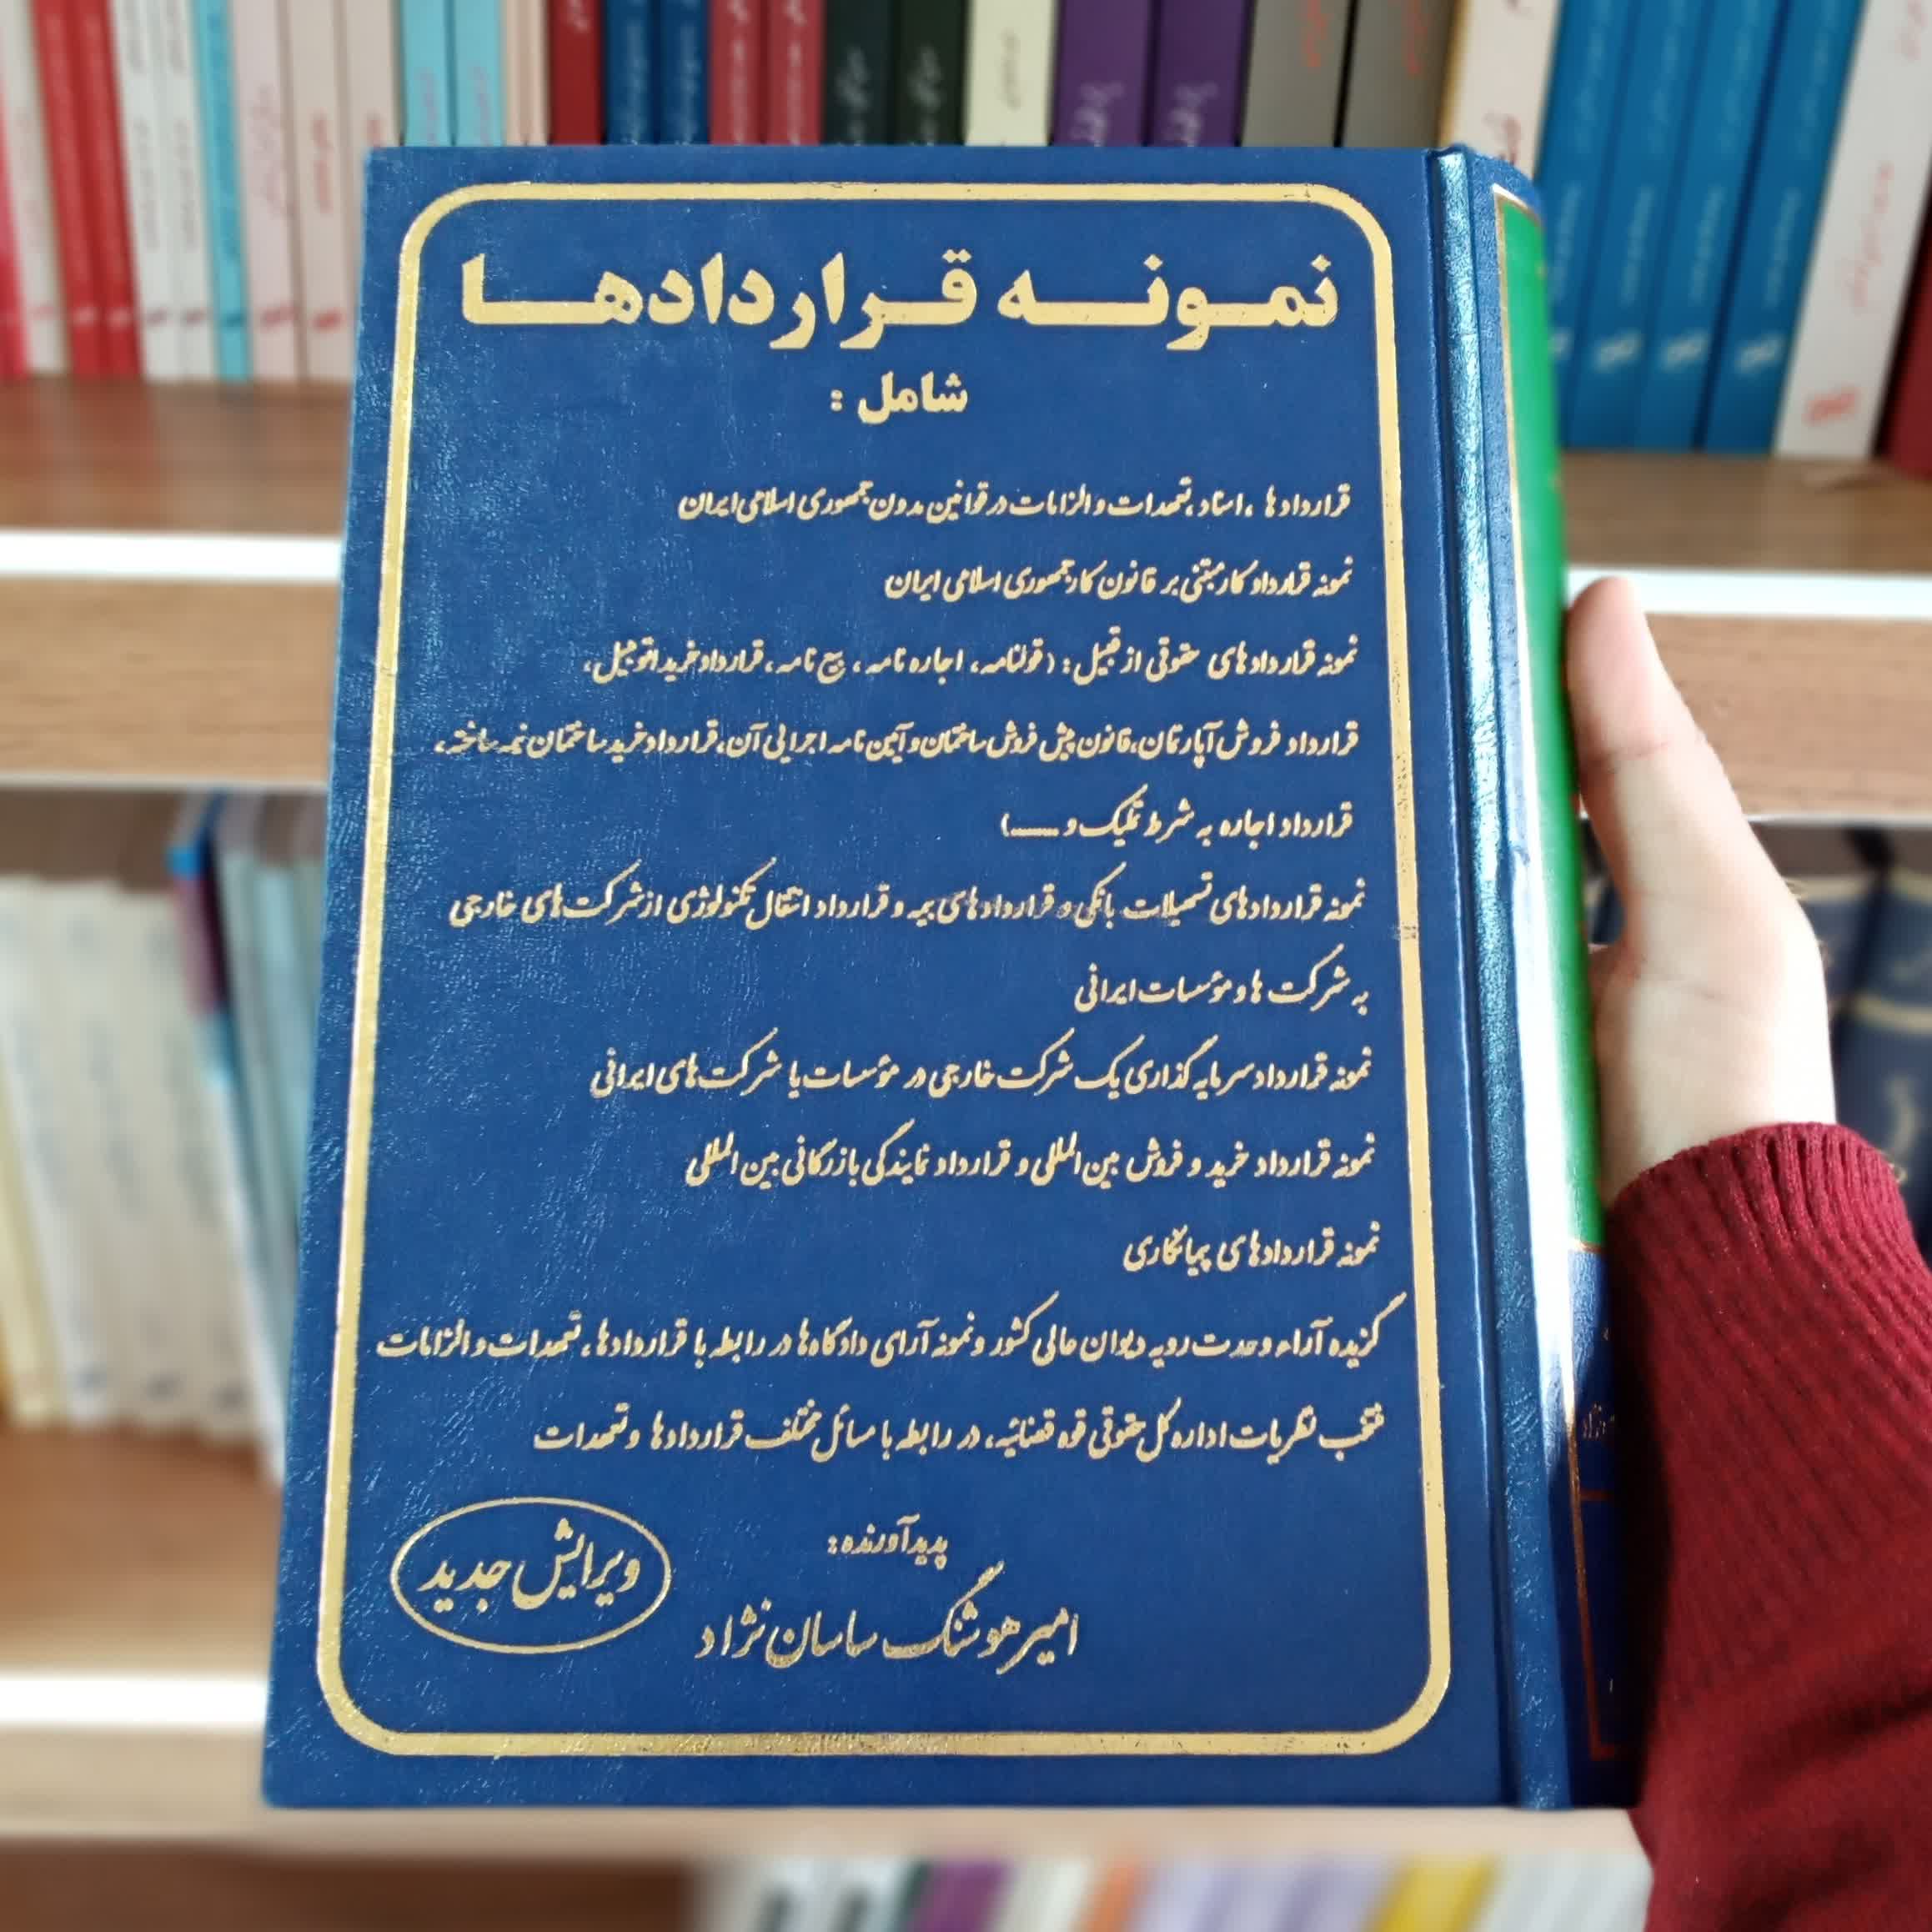 نمونه قراردادها
شامل :
قراردادها ، اسناد ، تعهدات و الزامات در قوانین مدون جمهوری اسلامی ایران
نمونه قرارداد کار مبتنی بر قانون کار جمهوری اسلامی ایران
نمونه قراردادهای حقوقی از قبیل : ( قولنامه ، اجاره نامه ، بیع نامه ، قرارداد خرید اتومبیل ،
قرارداد فروش آپارتمان ، قانون پیش فروش ساختمان و آیین نامه اجرایی آن ، قرارداد خرید ساختمان نیمه ساخته ،
قرارداد اجاره به شرط تملیک و ........)
نمونه قراردادهای تسهیلات بانکی و قراردادهای بیمه و قرارداد انتقال تکنولوژی از شرکت های خارجی
به شرکت ها و مؤسسات ایرانی
نمونه قرارداد سرمایه گذاری یک شرکت خارجی در مؤسسات یا شرکت های ایرانی
نمونه قرارداد خرید و فروش بین المللی و قرارداد نمایندگی بازرگانی بین المللی
نمونه قراردادهای پیمانکاری
گزیده آراء وحدت رویه دیوان عالی کشور و نمونه آرای دادگاه ها در رابطه با قراردادها ، تعهدات و الزامات
منتخب نظریات اداره کل حقوقی قوه قضائیه ، در رابطه با مسائل مختلف قراردادها و تعهدات
پدیدآورنده :
امیرهوشنگ ساسان نژاد
ویرایش جدید